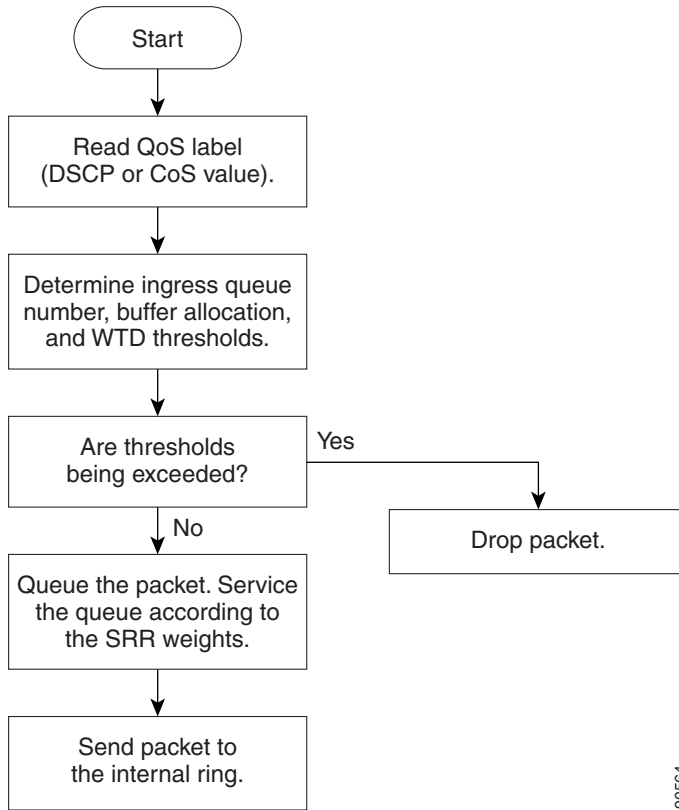 Start
Read QoS label
(DSCP or CoS value).
Determine ingress queue
number, buffer allocation,
and WTD thresholds.
Are thresholds
being exceeded?
Yes
No
Drop packet.
Queue the packet. Service
the queue according to
the SRR weights.
Send packet to
the internal ring.